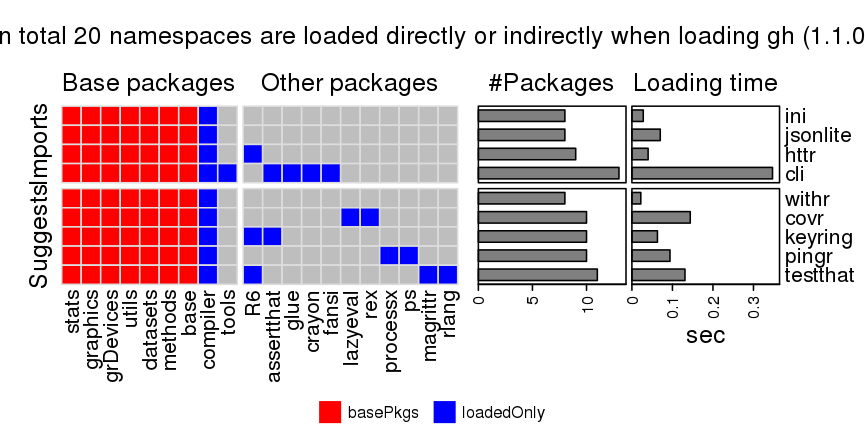 n total 20 namespaces are loaded directly or indirectly when loading gh (1.1.0
Base packages
Other packages
#Packages
Loading time
Imports
Suggests
ini
jsonlite
httr
cli
withr
covr
keyring
pingr
testthat
stats
graphics
grDevices
utils
datasets
methods
base
compiler
tools
R6
assertthat
glue
crayon
fansi
lazyeval
rex
processx
ps
magrittr
rlang
0
5
10
0
0.1
0.2
0.3
sec
basePkgs
loadedOnly